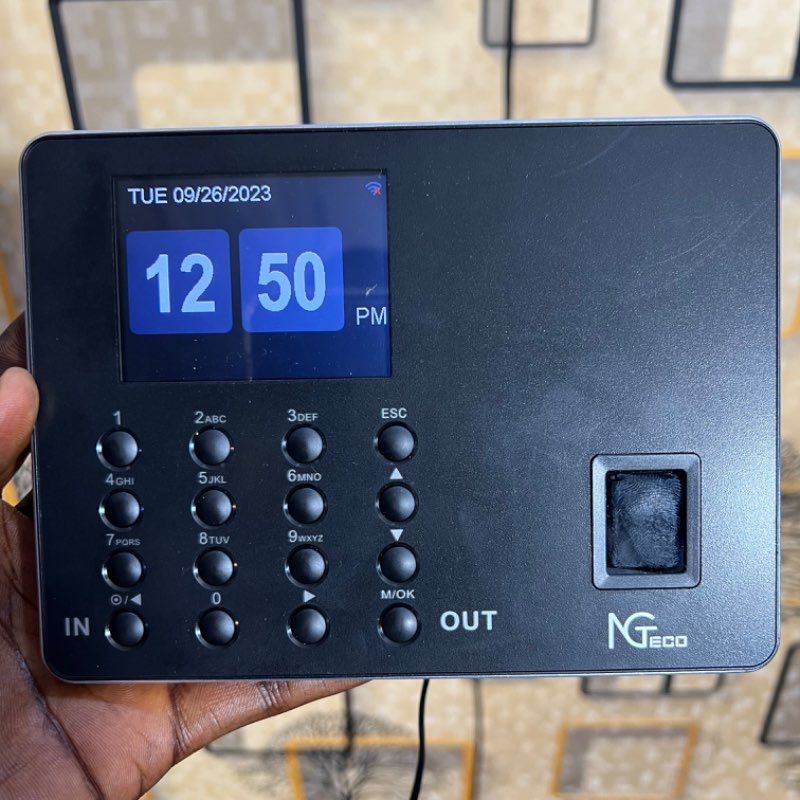 TUE 09/26/2023
12 50 PM
1 2ABC 3DEF ESC
4GHI 5JKL 6MNO ▲
7PQRS 8TUV 9WXYZ ▼
IN ⊙/◀ 0 ▶ M/OK OUT
NGTECO